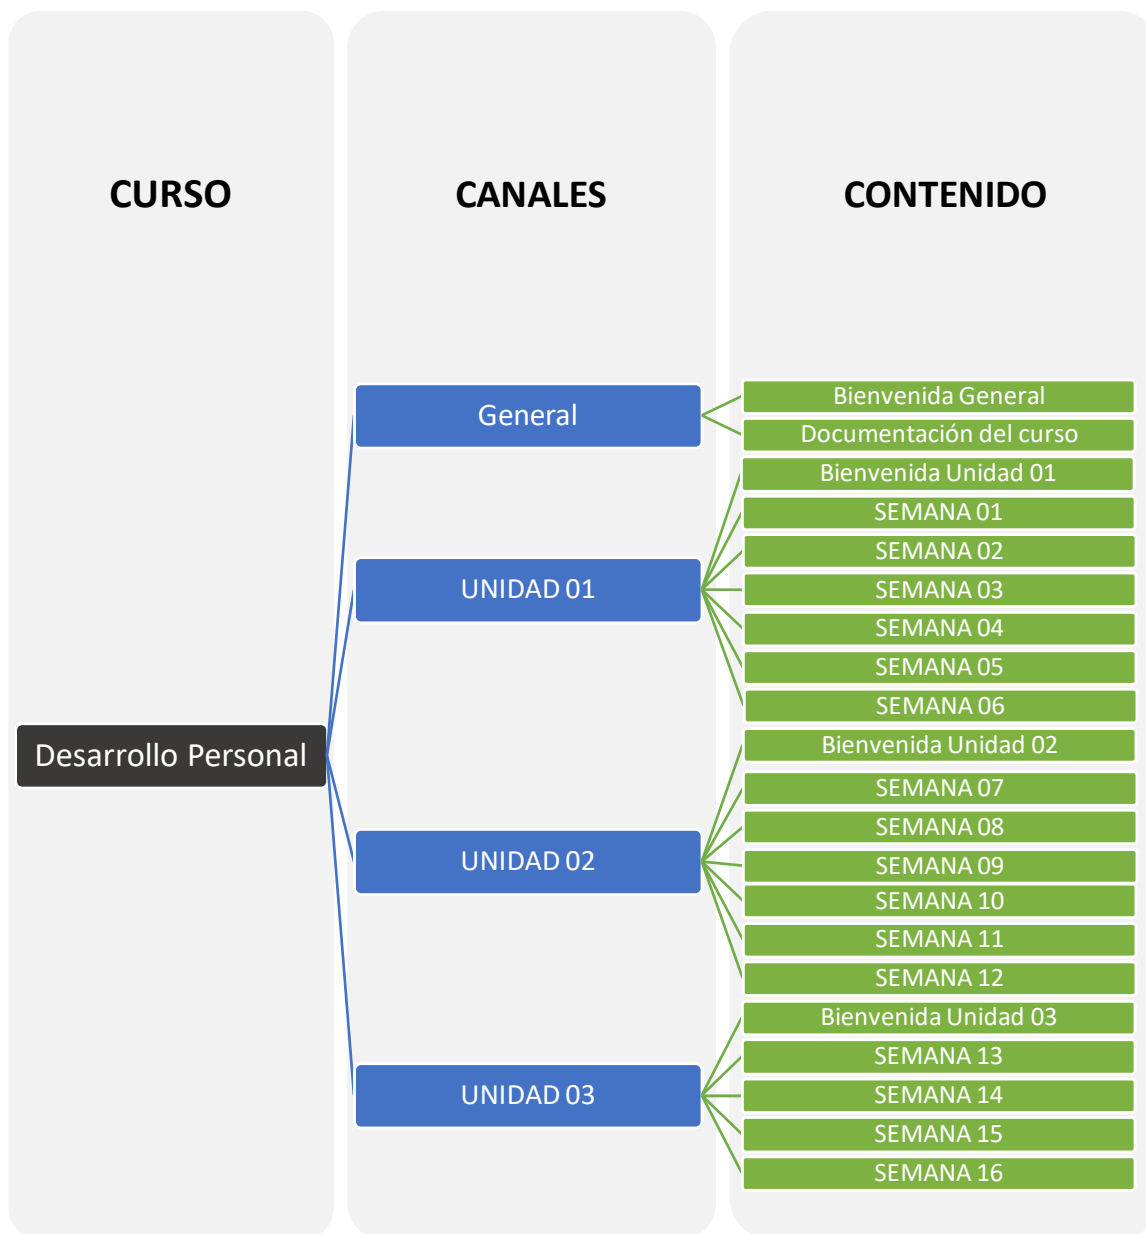 CURSO
CANALES
CONTENIDO
Desarrollo Personal
General
Bienvenida General
Documentación del curso
UNIDAD 01
Bienvenida Unidad 01
SEMANA 01
SEMANA 02
SEMANA 03
SEMANA 04
SEMANA 05
SEMANA 06
UNIDAD 02
Bienvenida Unidad 02
SEMANA 07
SEMANA 08
SEMANA 09
SEMANA 10
SEMANA 11
SEMANA 12
UNIDAD 03
Bienvenida Unidad 03
SEMANA 13
SEMANA 14
SEMANA 15
SEMANA 16